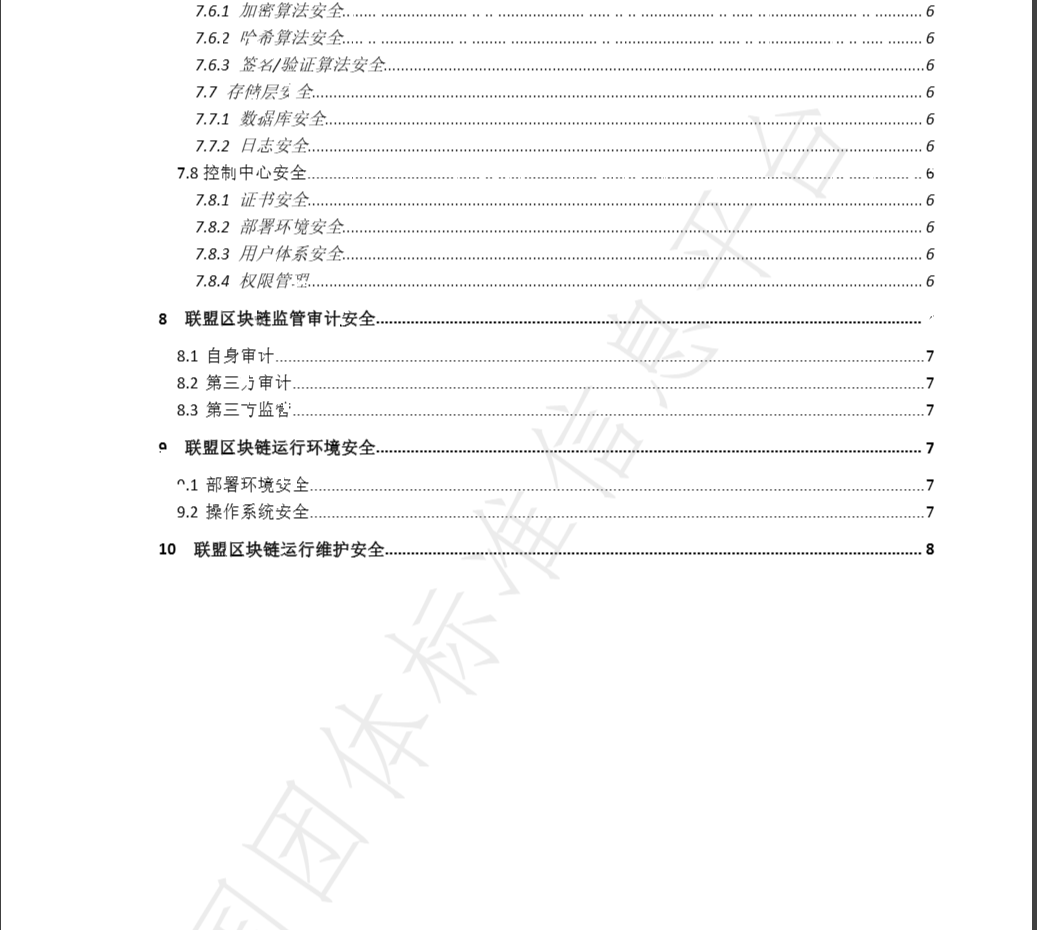 7.6.1 加密算法安全........ 6
7.6.2 哈希算法安全........ 6
7.6.3 签名/验证算法安全........ 6
7.7 存储层安全........ 6
7.7.1 数据库安全........ 6
7.7.2 日志安全........ 6
7.8 控制中心安全........ 6
7.8.1 证书安全........ 6
7.8.2 部署环境安全........ 6
7.8.3 用户体系安全........ 6
7.8.4 权限管理........ 6
8 联盟区块链监管审计安全........
8.1 自身审计........ 7
8.2 第三方审计........ 7
8.3 第三方监管........ 7
9 联盟区块链运行环境安全........ 7
9.1 部署环境安全........ 7
9.2 操作系统安全........ 7
10 联盟区块链运行维护安全........ 8
国团体标准信息平台